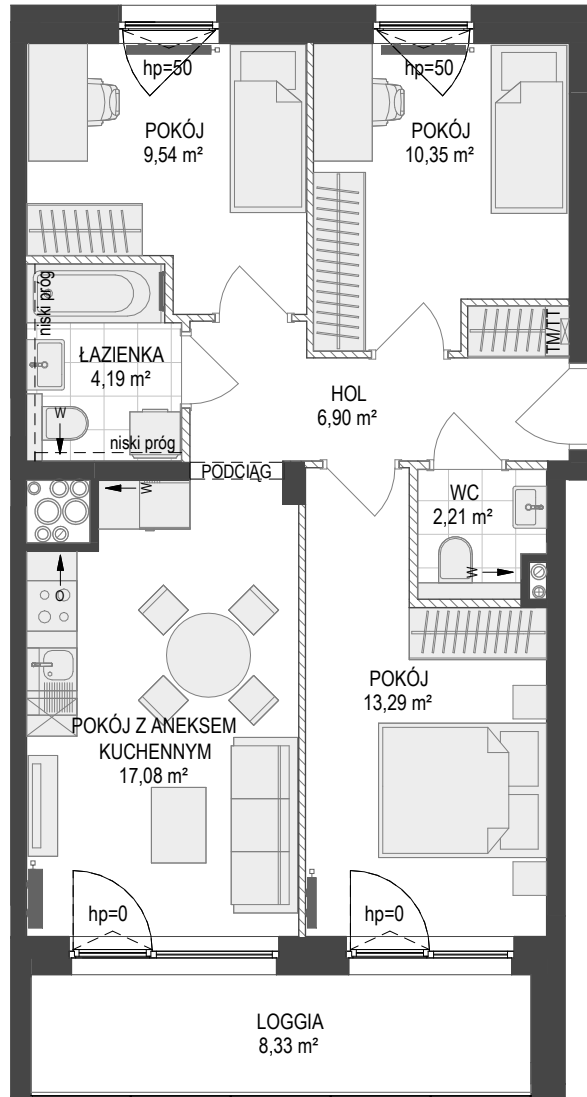 hp=50
hp=50
POKÓJ
9,54 m²
POKÓJ
10,35 m²
niski próg
TM/TT
ŁAZIENKA
4,19 m²
HOL
6,90 m²
W
niski próg
PODCIĄG
W
WC
2,21 m²
W
O
POKÓJ
13,29 m²
POKÓJ Z ANEKSEM
KUCHENNYM
17,08 m²
hp=0
hp=0
LOGGIA
8,33 m²